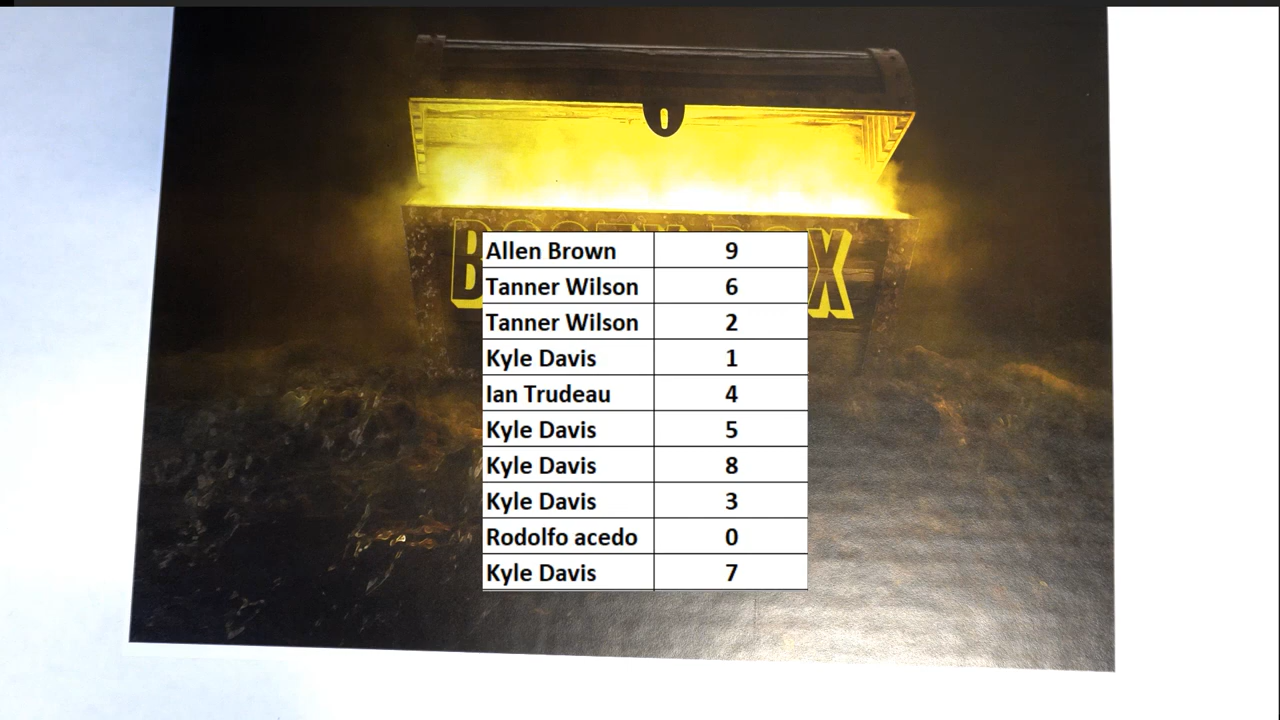 Allen Brown 9
Tanner Wilson 6
Tanner Wilson 2
Kyle Davis 1
Ian Trudeau 4
Kyle Davis 5
Kyle Davis 8
Kyle Davis 3
Rodolfo acedo 0
Kyle Davis 7